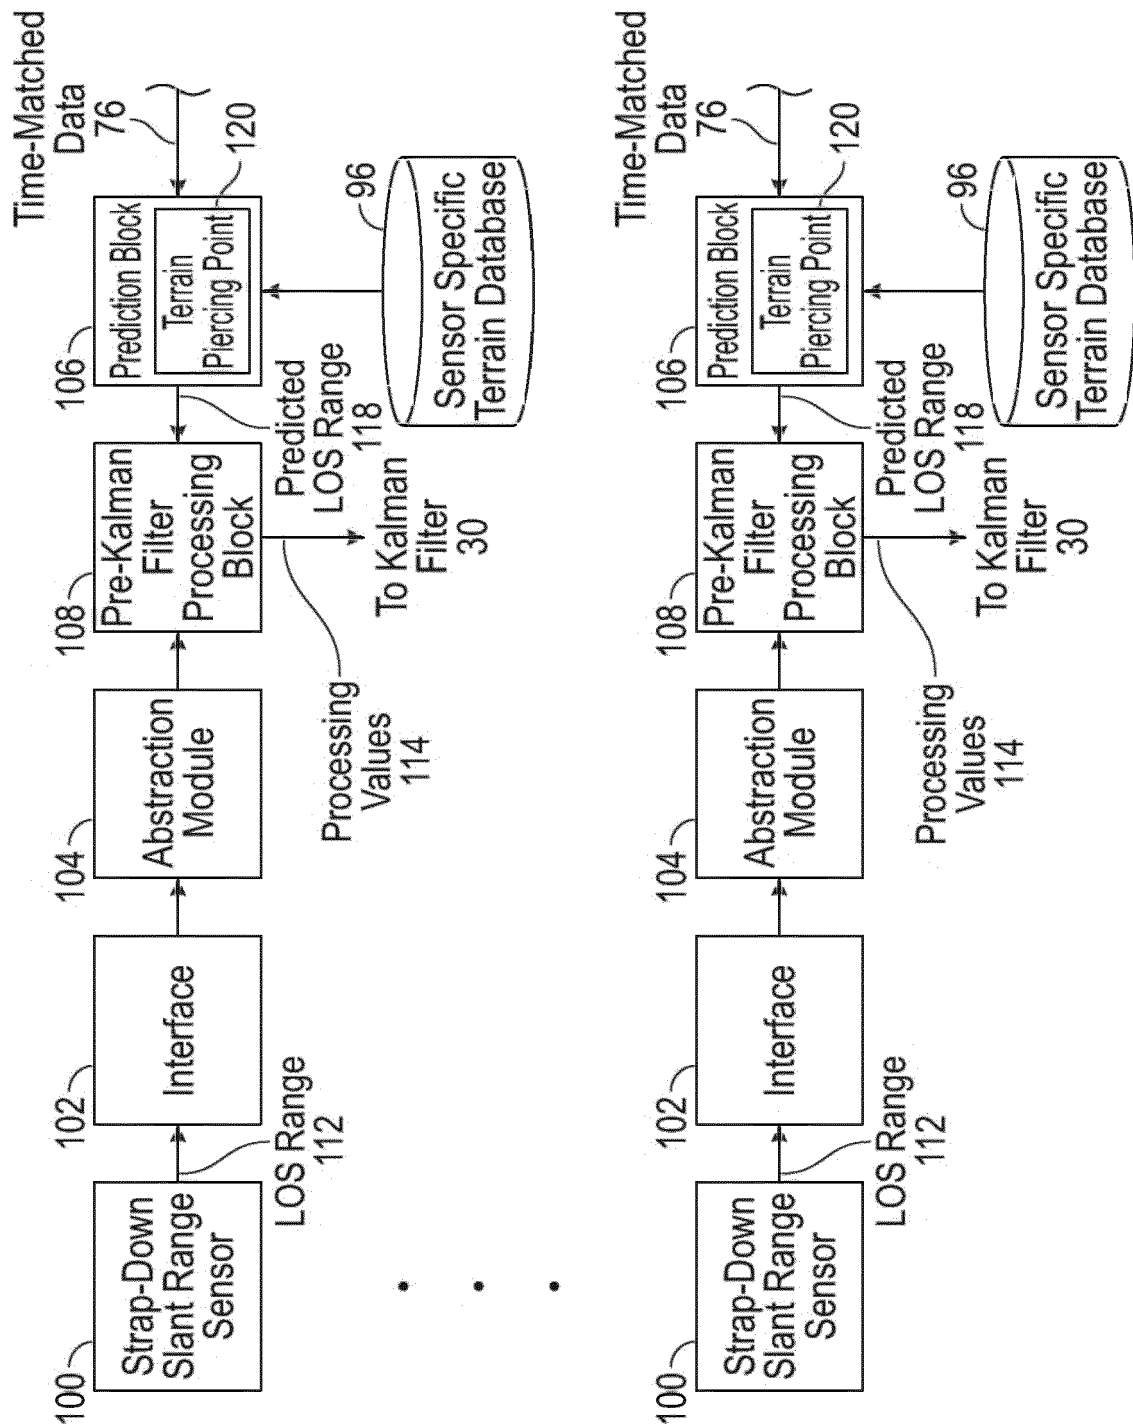 100
Strap-Down
Slant Range
Sensor
LOS Range
112
102
Interface
104
Abstraction
Module
108
Pre-Kalman
Filter
Processing
Block
Processing
Values
114
To Kalman
Filter
30
Predicted
LOS Range
118
106
Prediction Block
Terrain
Piercing Point
120
Time-Matched
Data
76
96
Sensor Specific
Terrain Database
100
Strap-Down
Slant Range
Sensor
LOS Range
112
102
Interface
104
Abstraction
Module
108
Pre-Kalman
Filter
Processing
Block
Processing
Values
114
To Kalman
Filter
30
Predicted
LOS Range
118
106
Prediction Block
Terrain
Piercing Point
120
Time-Matched
Data
76
96
Sensor Specific
Terrain Database